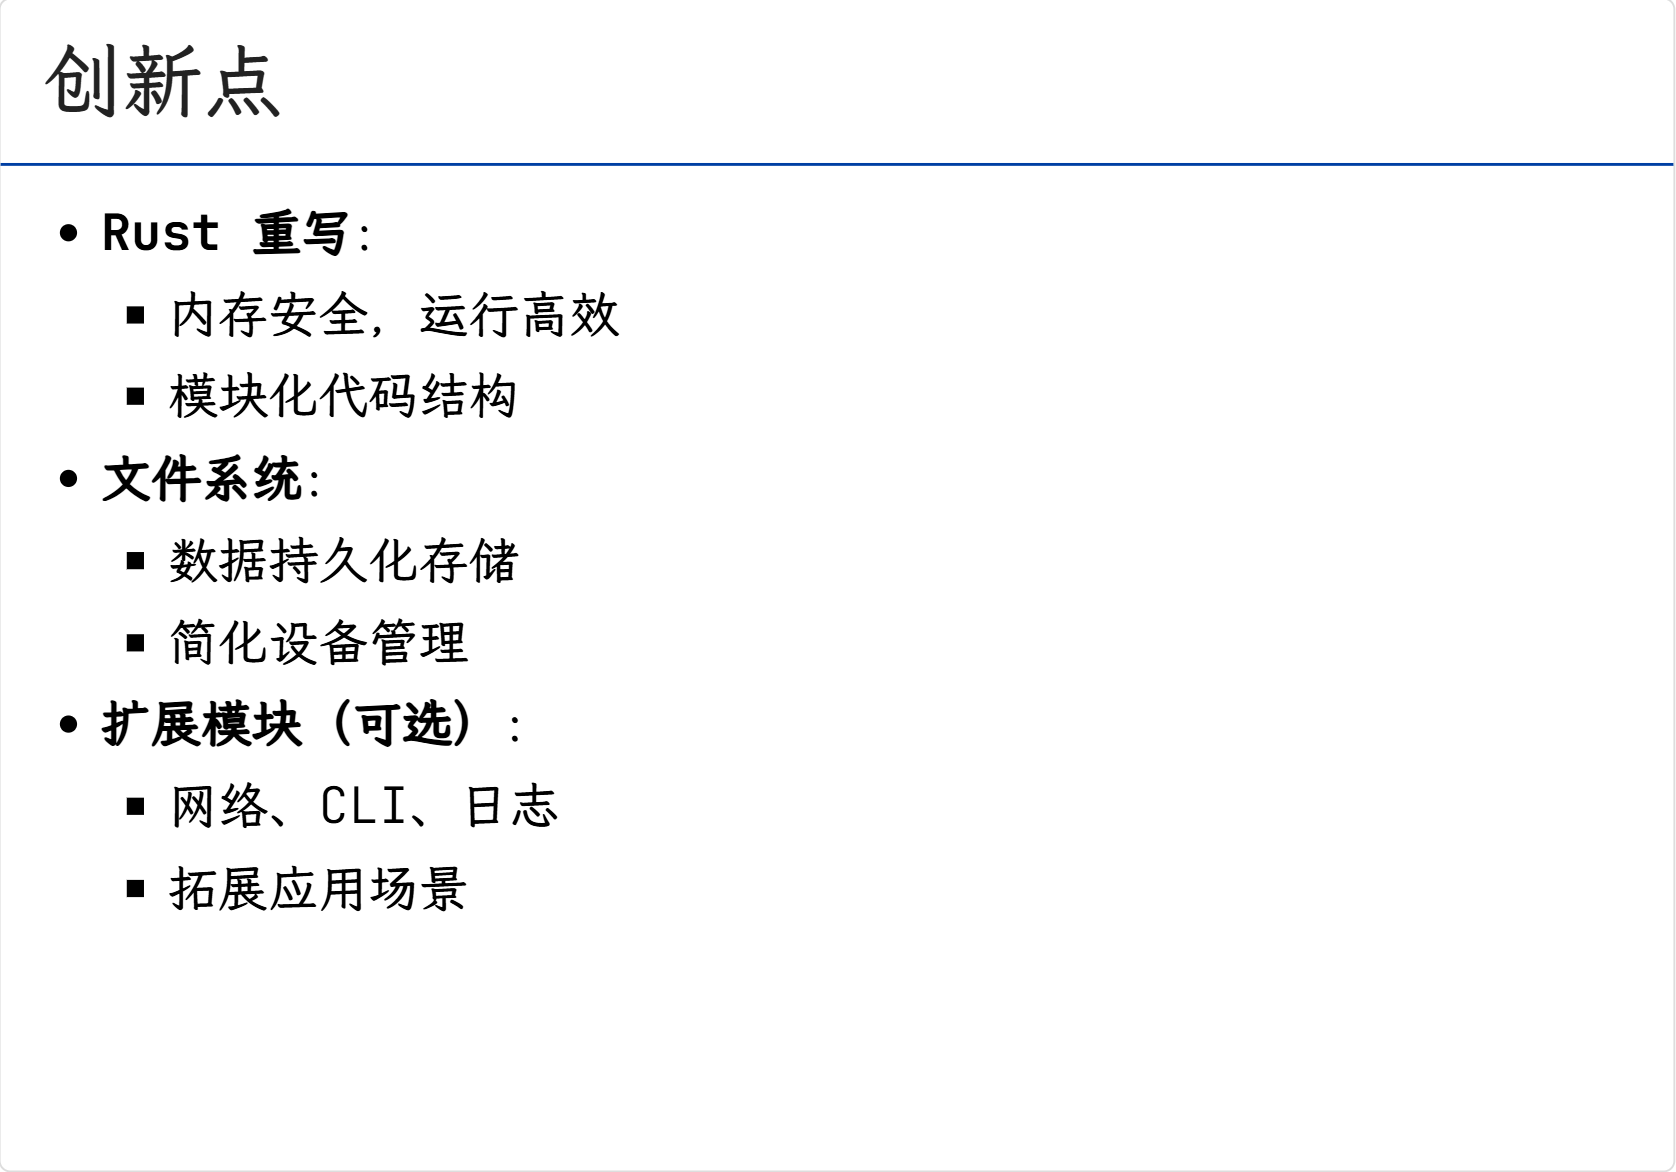 创新点
• Rust 重写：
▪ 内存安全，运行高效
▪ 模块化代码结构
• 文件系统：
▪ 数据持久化存储
▪ 简化设备管理
• 扩展模块（可选）：
▪ 网络、CLI、日志
▪ 拓展应用场景